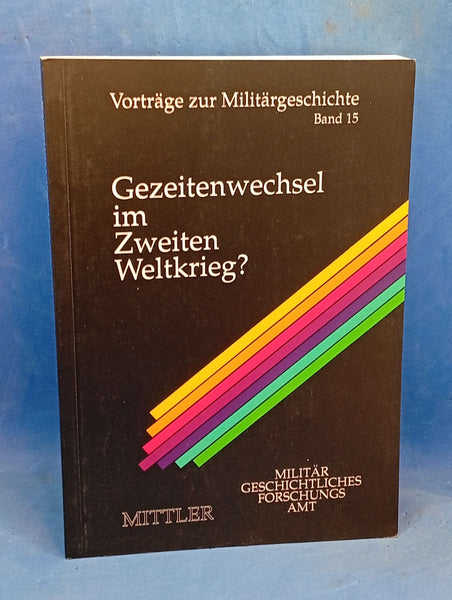 Vorträge zur Militärgeschichte
Band 15
Gezeitenwechsel
im
Zweiten
Weltkrieg?
MILITÄR
GESCHICHTLICHES
FORSCHUNGS
AMT
MITTLER